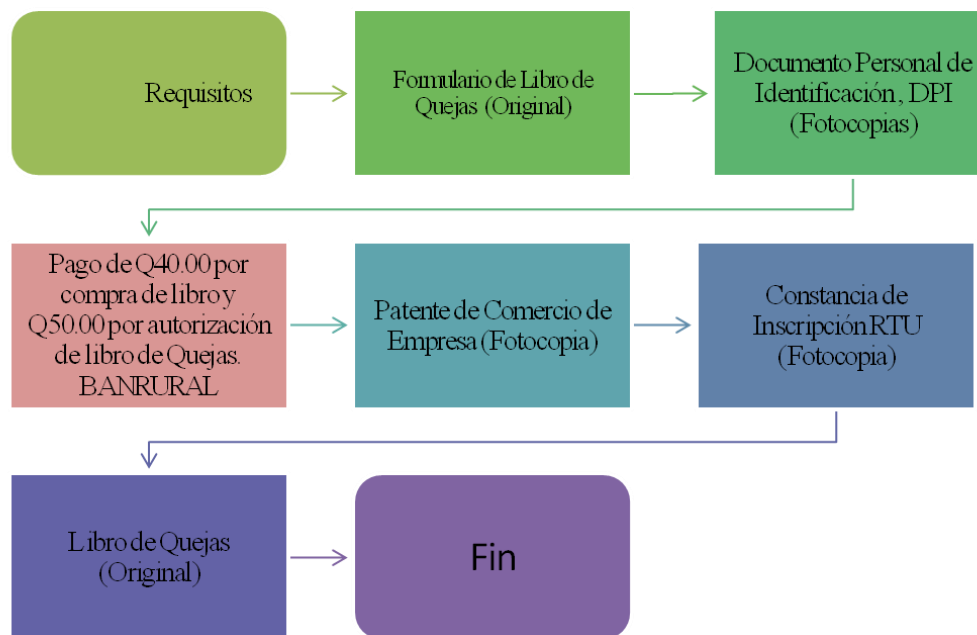 Requisitos
Formulario de Libro de
Quejas (Original)
Documento Personal de
Identificación, DPI
(Fotocopias)
Pago de Q40.00 por
compra de libro y
Q50.00 por autorización
de libro de Quejas.
BANRURAL
Patente de Comercio de
Empresa (Fotocopia)
Constancia de
Inscripción RTU
(Fotocopia)
Libro de Quejas
(Original)
Fin